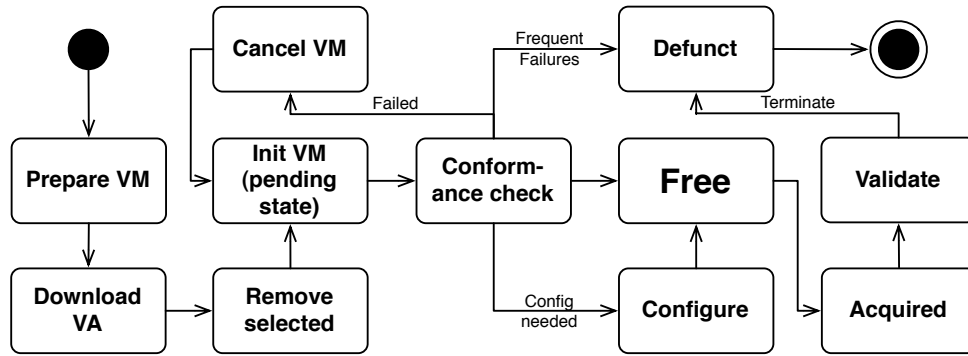 Cancel VM
Frequent
Failures
Defunct
Failed
Terminate
Prepare VM
Init VM
(pending
state)
Conform-
ance check
Free
Validate
Download
VA
Remove
selected
Config
needed
Configure
Acquired